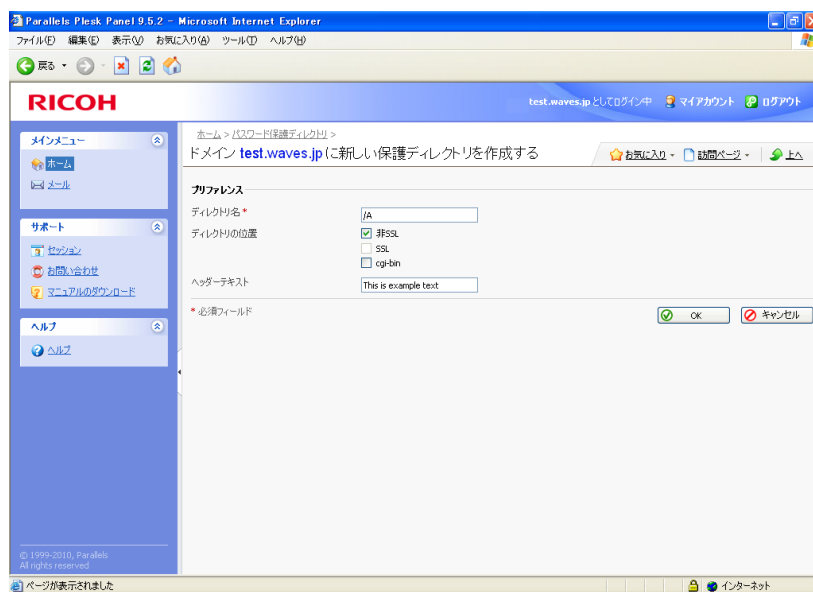 Parallels Plesk Panel 9.5.2 - Microsoft Internet Explorer
ファイル(F) 編集(E) 表示(V) お気に入り(A) ツール(T) ヘルプ(H)
戻る
RICOH
test.waves.jp としてログイン中 マイアカウント ログアウト
メインメニュー
ホーム
メール
サポート
セッション
お問い合わせ
マニュアルのダウンロード
ヘルプ
ヘルプ
© 1999-2010, Parallels
All rights reserved
ホーム > パスワード保護ディレクトリ >
ドメイン test.waves.jp に新しい保護ディレクトリを作成する
お気に入り 訪問ページ 上へ
プリファレンス
ディレクトリ名 * /A
ディレクトリの位置 非SSL
SSL
cgi-bin
ヘッダーテキスト This is example text
* 必須フィールド OK キャンセル
ページが表示されました インターネット